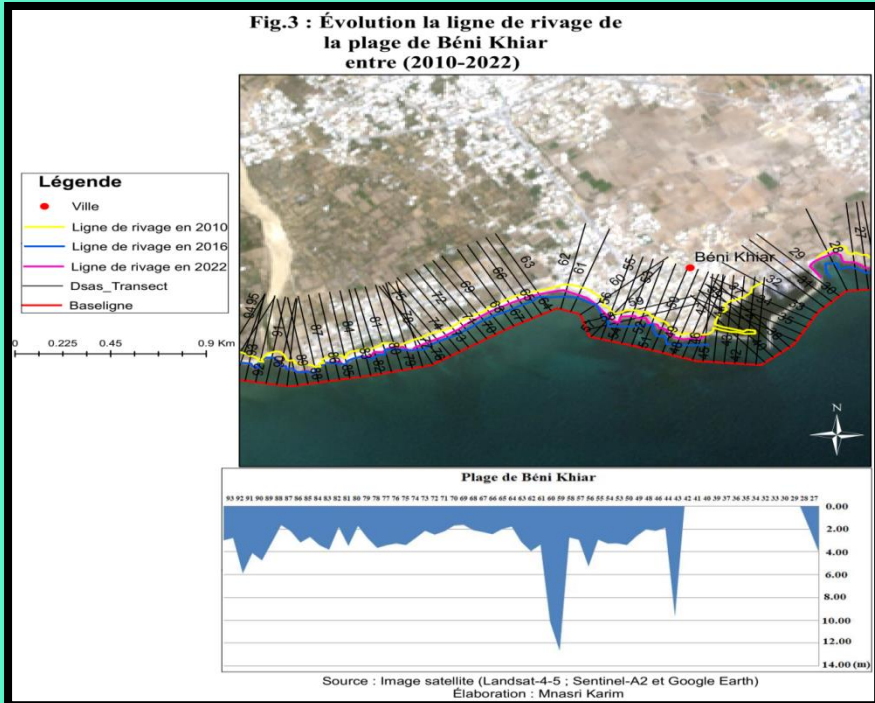 Fig.3 : Évolution la ligne de rivage de
la plage de Béni Khiar
entre (2010-2022)
Légende
Ville
Ligne de rivage en 2010
Ligne de rivage en 2016
Ligne de rivage en 2022
Dsas_Transect
Baseligne
0 0.225 0.45 0.9 Km
Béni Khiar
N
Plage de Béni Khiar
93 92 91 90 89 88 87 86 85 84 83 82 81 80 79 78 77 76 75 74 73 72 71 70 69 68 67 66 65 64 63 62 61 60 59 58 57 56 55 54 53 50 49 48 46 44 43 42 41 40 39 37 36 35 34 33 32 30 29 28 27
0.00
2.00
4.00
6.00
8.00
10.00
12.00
14.00 (m)
Source : Image satellite (Landsat-4-5 ; Sentinel-A2 et Google Earth)
Élaboration : Mnasri Karim